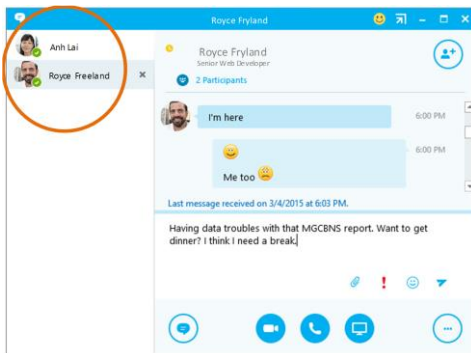 Royce Fryland
Anh Lai
Royce Freeland
Royce Fryland
Senior Web Developer
2 Participants
I'm here
6:00 PM
6:00 PM
Me too
Last message received on 3/4/2015 at 6:03 PM.
Having data troubles with that MGCBNS report. Want to get
dinner? I think I need a break.